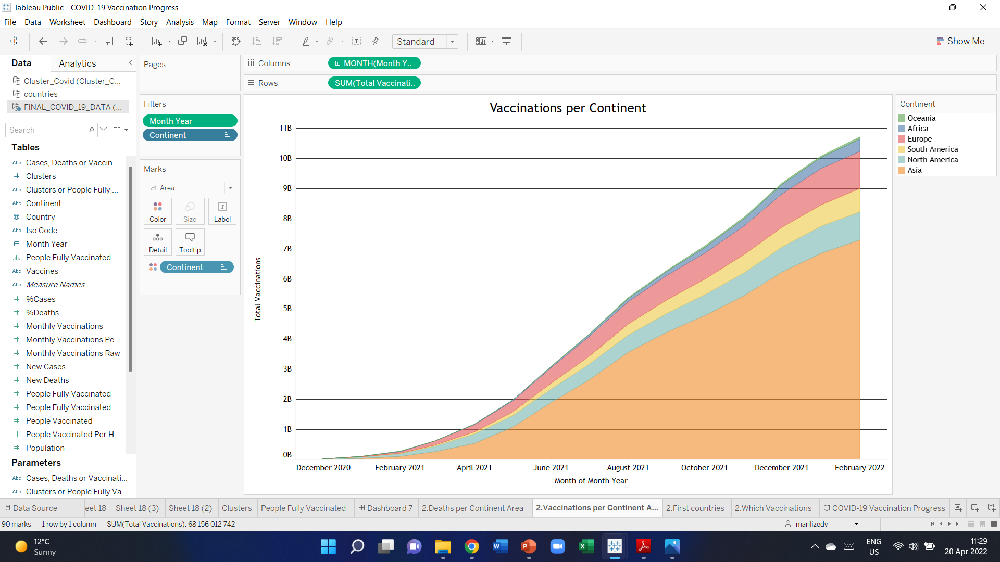 Tableau Public - COVID-19 Vaccination Progress
File Data Worksheet Dashboard Story Analysis Map Format Server Window Help
Standard
Show Me
Data Analytics
Cluster_Covid (Cluster_C...
countries
FINAL_COVID_19_DATA (...
Search
Tables
=Abc Cases, Deaths or Vaccin...
# Clusters
=Abc Clusters or People Fully ...
Abc Continent
Country
Abc Iso Code
Month Year
People Fully Vaccinated ...
Abc Vaccines
Abc Measure Names
# %Cases
# %Deaths
# Monthly Vaccinations
# Monthly Vaccinations Pe...
# Monthly Vaccinations Raw
# New Cases
# New Deaths
# People Fully Vaccinated
# People Fully Vaccinated ...
# People Vaccinated
# People Vaccinated Per H...
# Population
Parameters
Abc Cases, Deaths or Vaccinati...
Abc Clusters or People Fully Va...
Pages
Filters
Month Year
Continent
Marks
Area
Color Size Label
Detail Tooltip
Continent
Columns MONTH(Month Y..
Rows SUM(Total Vaccinati..
Vaccinations per Continent
11B
10B
9B
8B
7B
6B
5B
4B
3B
2B
1B
0B
Total Vaccinations
December 2020 February 2021 April 2021 June 2021 August 2021 October 2021 December 2021 February 2022
Month of Month Year
Continent
Oceania
Africa
Europe
South America
North America
Asia
Data Source eet 18 Sheet 18 (3) Sheet 18 (2) Clusters People Fully Vaccinated Dashboard 7 2.Deaths per Continent Area 2.Vaccinations per Continent A... 2.First countries 2.Which Vaccinations COVID-19 Vaccination Progress
90 marks 1 row by 1 column SUM(Total Vaccinations): 68 156 012 742 marilizedv
12°C
Sunny
ENG
US
11:29
20 Apr 2022